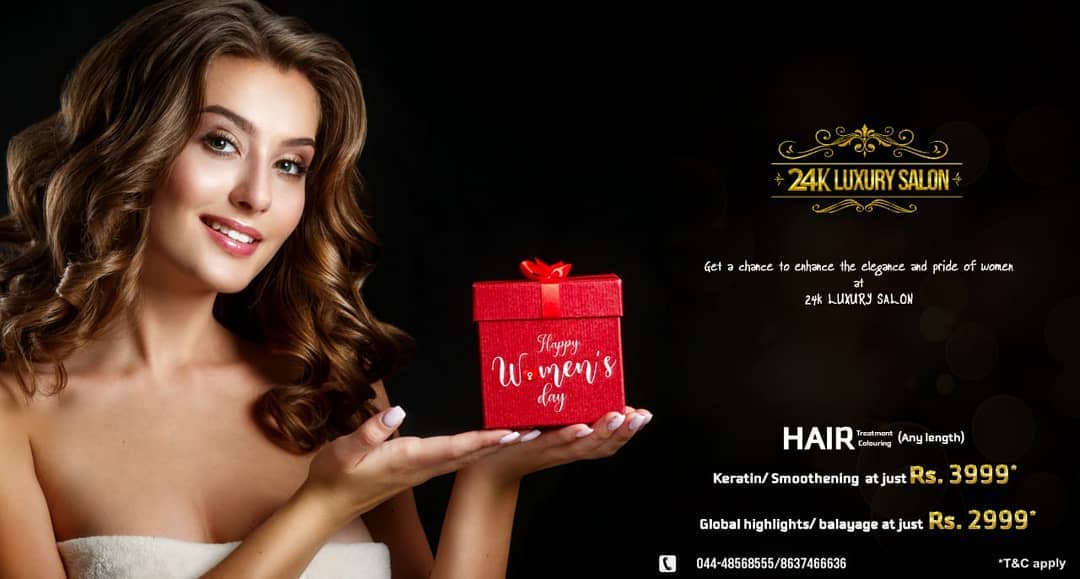 24K LUXURY SALON
Get a chance to enhance the elegance and pride of women
at
24k LUXURY SALON
Happy
Women's
day
HAIR Treatment Colouring (Any length)
Keratin/ Smoothening at just Rs. 3999*
Global highlights/ balayage at just Rs. 2999*
044-48568555/8637466636
*T&C apply